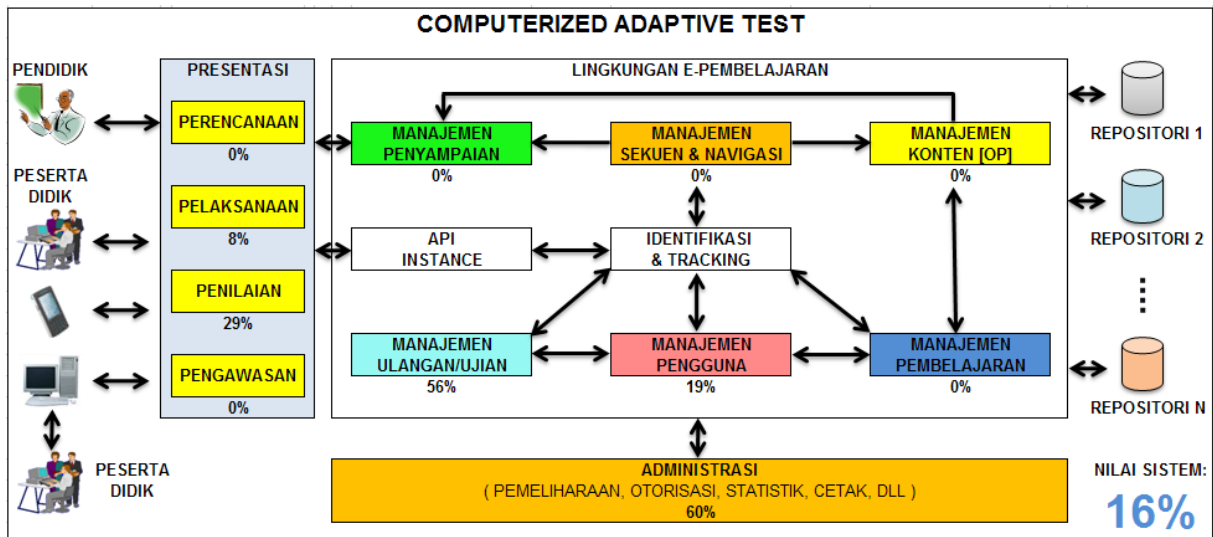 COMPUTERIZED ADAPTIVE TEST
PENDIDIK
PESERTA
DIDIK
PESERTA
DIDIK
PRESENTASI
PERENCANAAN
0%
PELAKSANAAN
8%
PENILAIAN
29%
PENGAWASAN
0%
LINGKUNGAN E-PEMBELAJARAN
MANAJEMEN
PENYAMPAIAN
0%
MANAJEMEN
SEKUEN & NAVIGASI
0%
MANAJEMEN
KONTEN [OP]
0%
API
INSTANCE
IDENTIFIKASI
& TRACKING
MANAJEMEN
ULANGAN/UJIAN
56%
MANAJEMEN
PENGGUNA
19%
MANAJEMEN
PEMBELAJARAN
0%
REPOSITORI 1
REPOSITORI 2
REPOSITORI N
ADMINISTRASI
( PEMELIHARAAN, OTORISASI, STATISTIK, CETAK, DLL )
60%
NILAI SISTEM:
16%